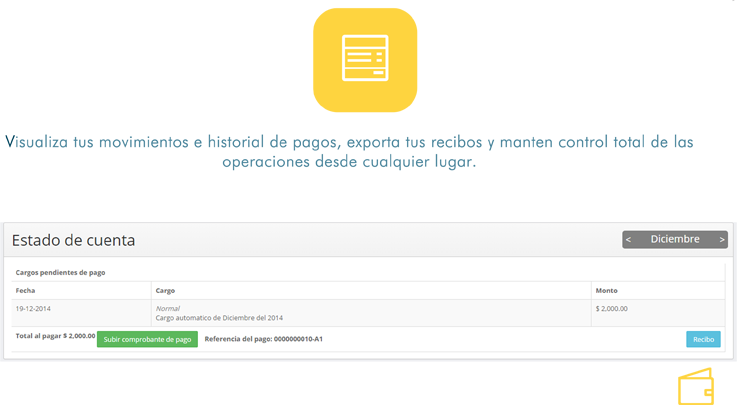 Visualiza tus movimientos e historial de pagos, exporta tus recibos y manten control total de las
operaciones desde cualquier lugar.
Estado de cuenta
< Diciembre >
Cargos pendientes de pago
Fecha Cargo Monto
19-12-2014 Normal $ 2,000.00
Cargo automatico de Diciembre del 2014
Total al pagar $ 2,000.00 Subir comprobante de pago Referencia del pago: 0000000010-A1 Recibo